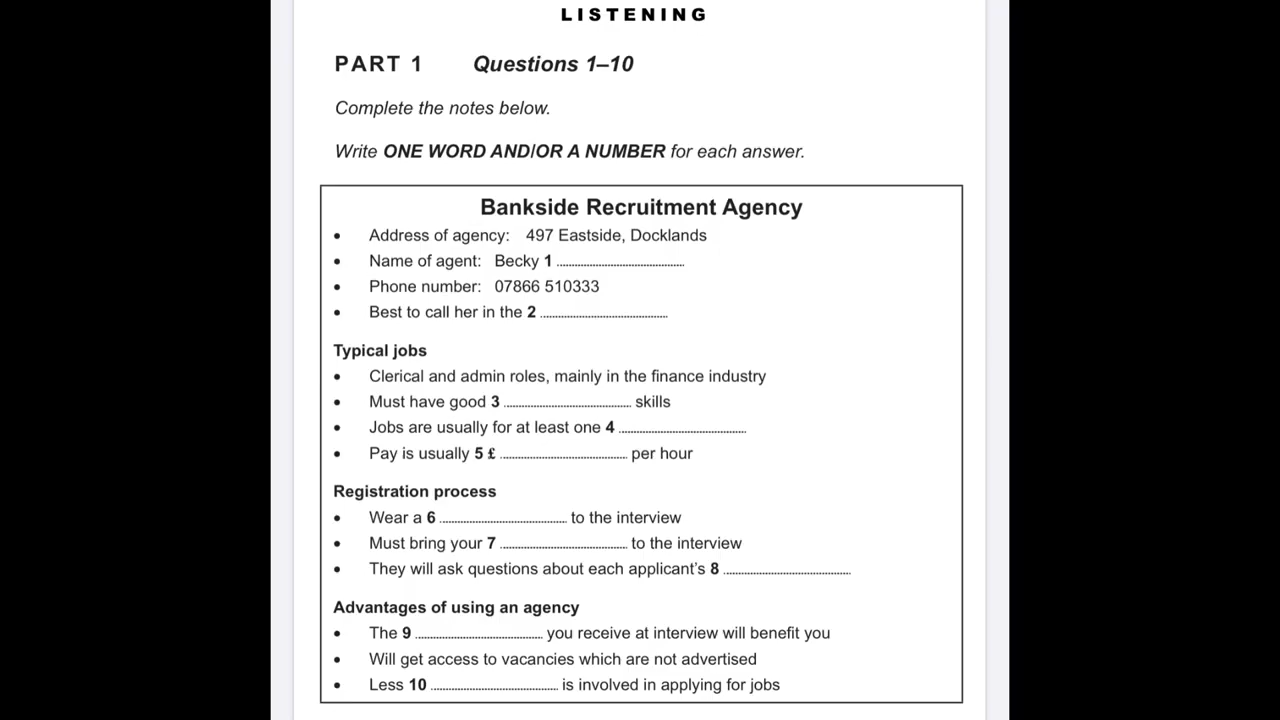 LISTENING
PART 1 Questions 1–10
Complete the notes below.
Write ONE WORD AND/OR A NUMBER for each answer.
Bankside Recruitment Agency
• Address of agency: 497 Eastside, Docklands
• Name of agent: Becky 1 ....................
• Phone number: 07866 510333
• Best to call her in the 2 ....................
Typical jobs
• Clerical and admin roles, mainly in the finance industry
• Must have good 3 .................... skills
• Jobs are usually for at least one 4 ....................
• Pay is usually 5 £ .................... per hour
Registration process
• Wear a 6 .................... to the interview
• Must bring your 7 .................... to the interview
• They will ask questions about each applicant’s 8 ....................
Advantages of using an agency
• The 9 .................... you receive at interview will benefit you
• Will get access to vacancies which are not advertised
• Less 10 .................... is involved in applying for jobs